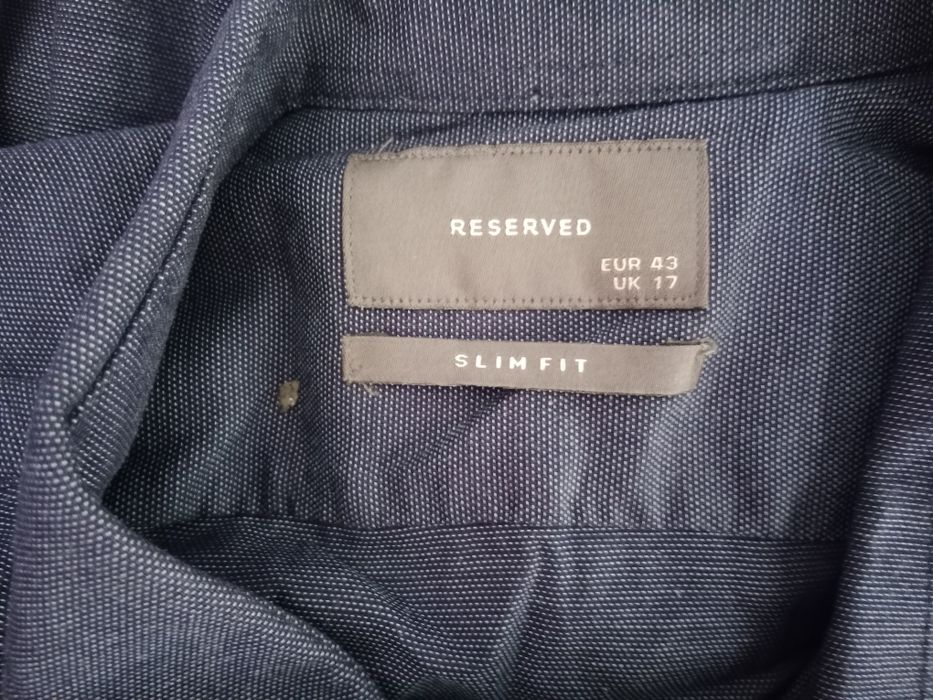 RESERVED
EUR 43
UK 17
SLIM FIT